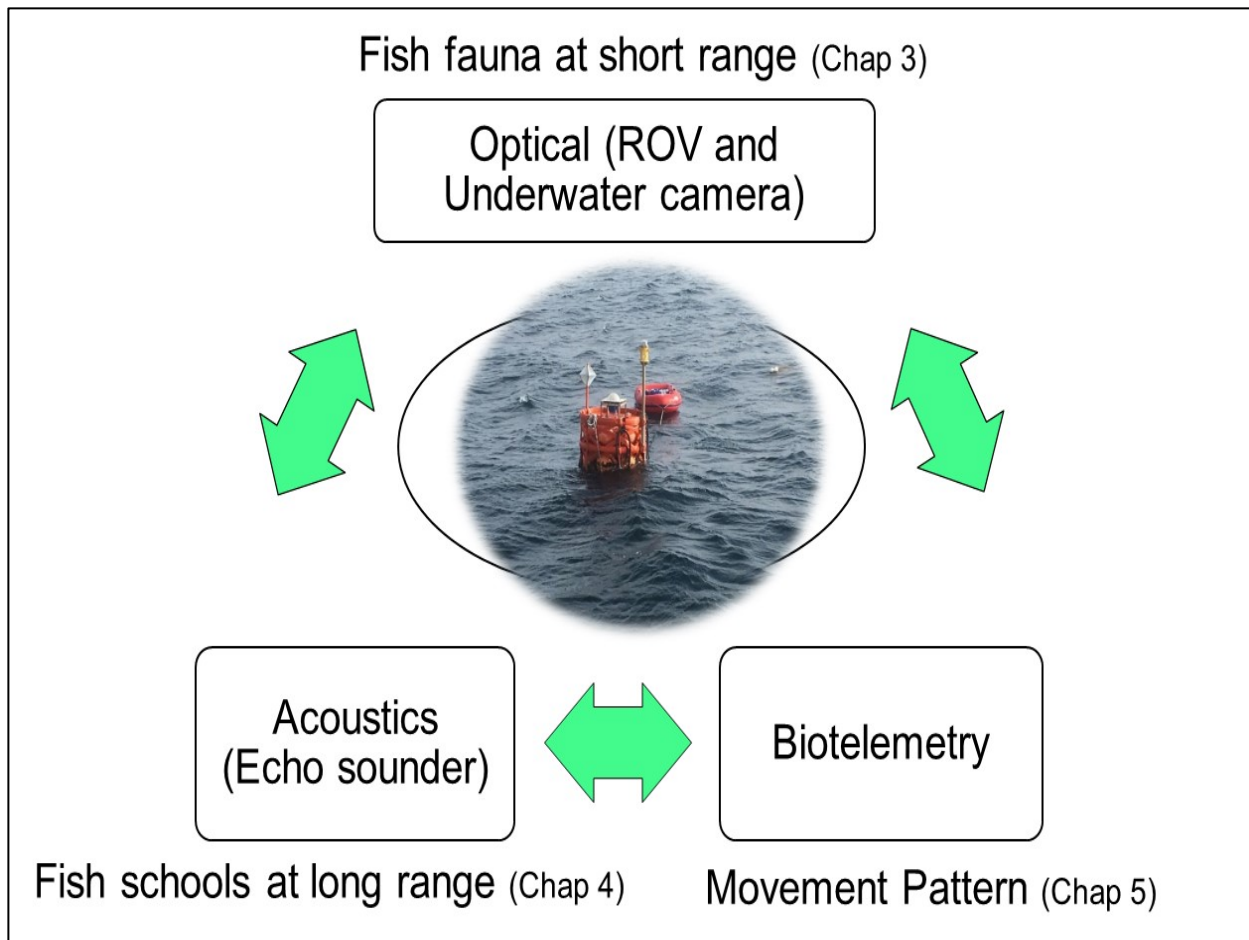 Fish fauna at short range (Chap 3)
Optical (ROV and
Underwater camera)
Acoustics
(Echo sounder)
Biotelemetry
Fish schools at long range (Chap 4)
Movement Pattern (Chap 5)